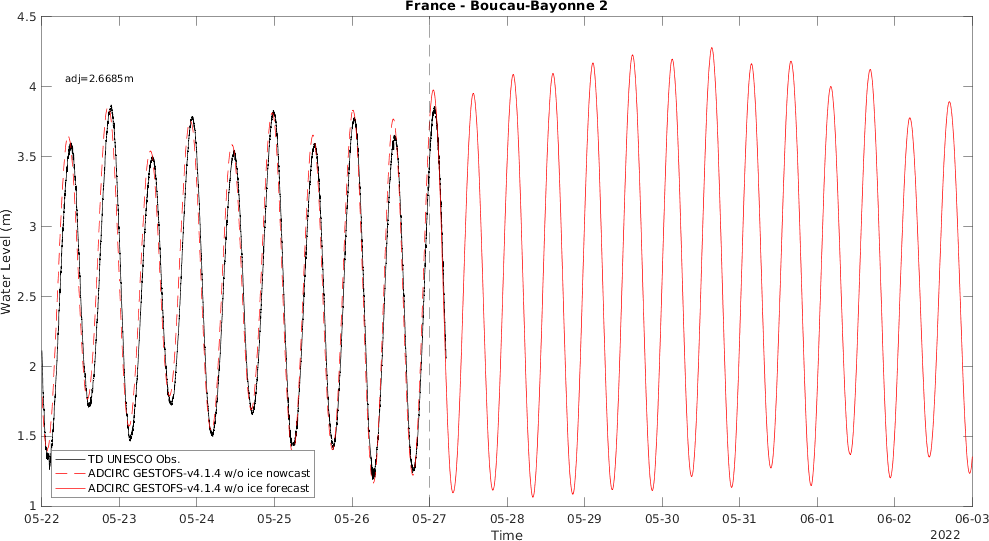 France - Boucau-Bayonne 2
4.5
4
3.5
3
2.5
2
1.5
1
Water Level (m)
adj=2.6685m
TD UNESCO Obs.
ADCIRC GESTOFS-v4.1.4 w/o ice nowcast
ADCIRC GESTOFS-v4.1.4 w/o ice forecast
05-22 05-23 05-24 05-25 05-26 05-27 05-28 05-29 05-30 05-31 06-01 06-02 06-03
Time
2022